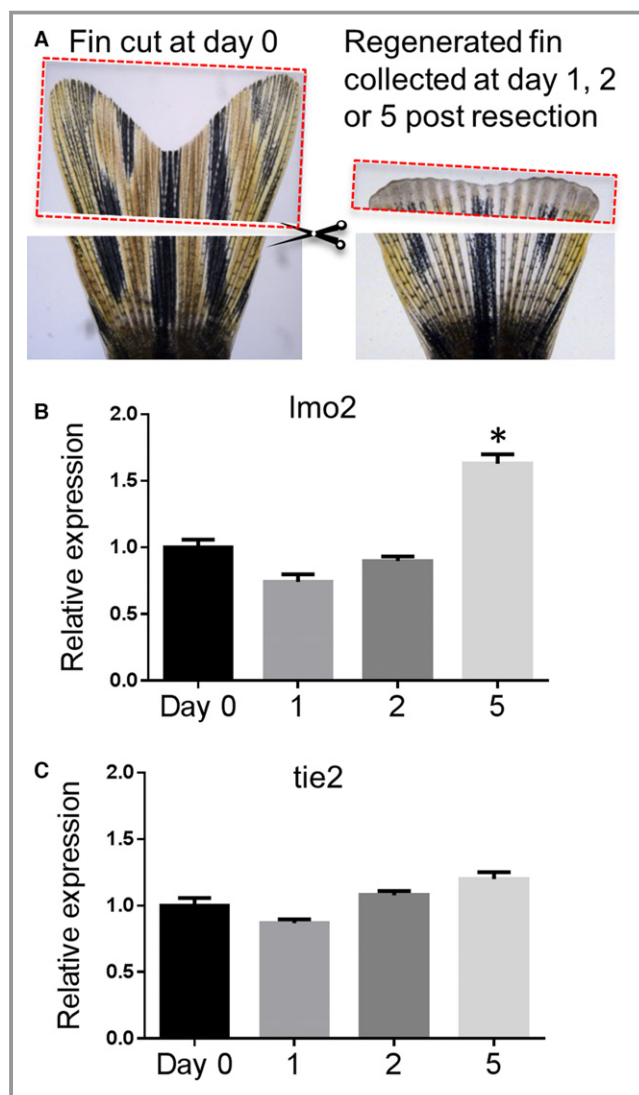 A
Fin cut at day 0
Regenerated fin
collected at day 1, 2
or 5 post resection
B
lmo2
Relative expression
2.0
1.5
1.0
0.5
0.0
*
Day 0 1 2 5
C
tie2
Relative expression
2.0
1.5
1.0
0.5
0.0
Day 0 1 2 5